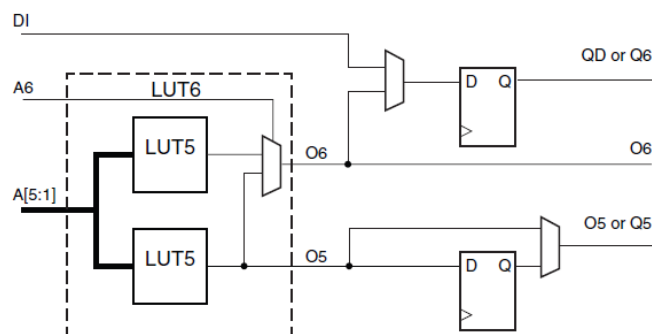 DI
QD or Q6
D Q
A6
LUT6
LUT5
O6
O6
A[5:1]
O5 or Q5
LUT5
O5
D Q